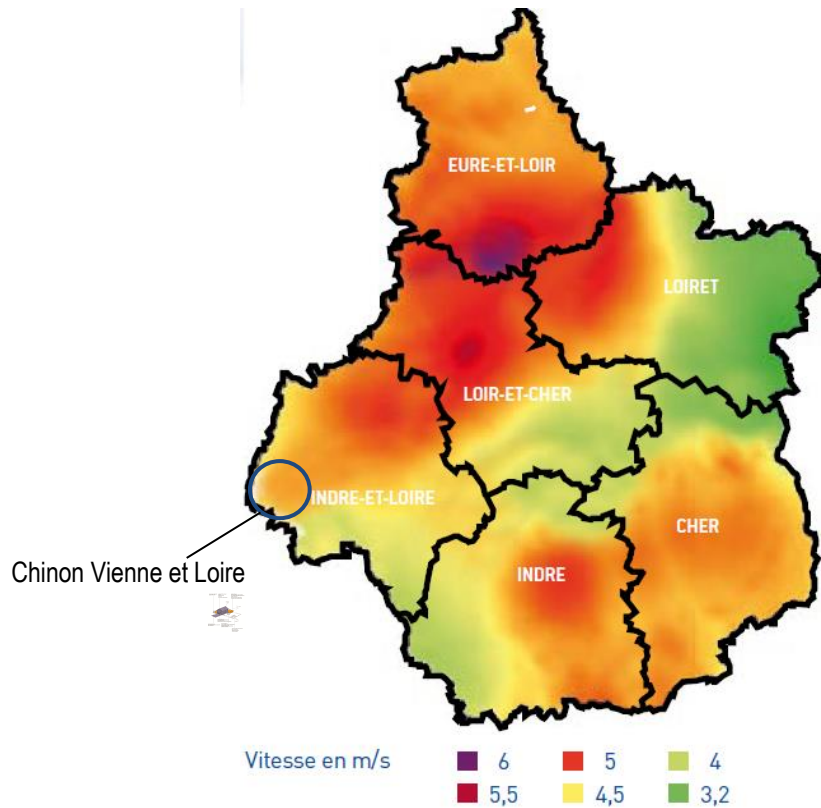 EURE-ET-LOIR
LOIRET
LOIR-ET-CHER
INDRE-ET-LOIRE
CHER
Chinon Vienne et Loire
INDRE
Vitesse en m/s
6
5
4
5,5
4,5
3,2